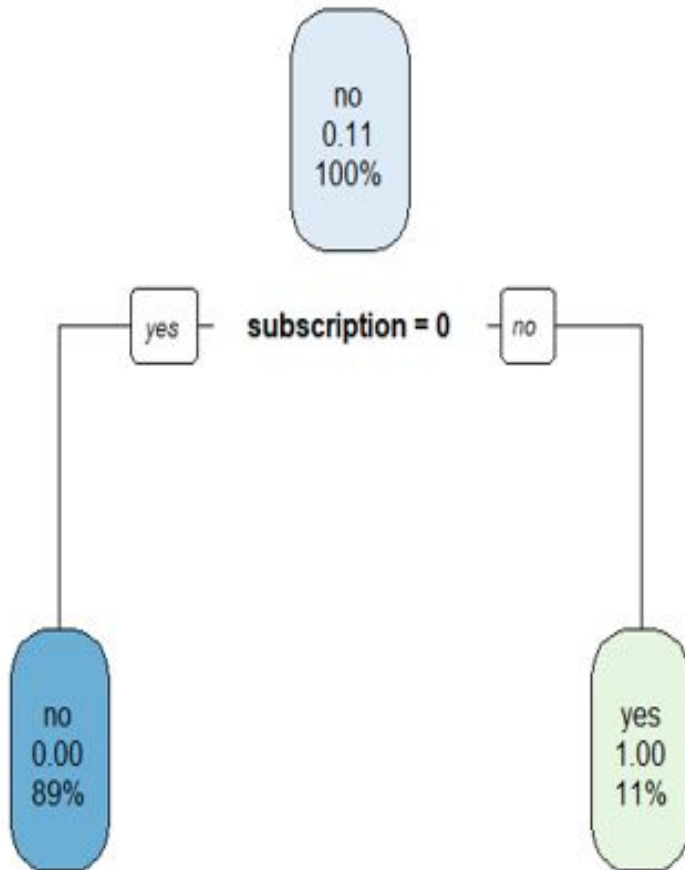 no
0.11
100%
yes subscription = 0 no
no
0.00
89%
yes
1.00
11%